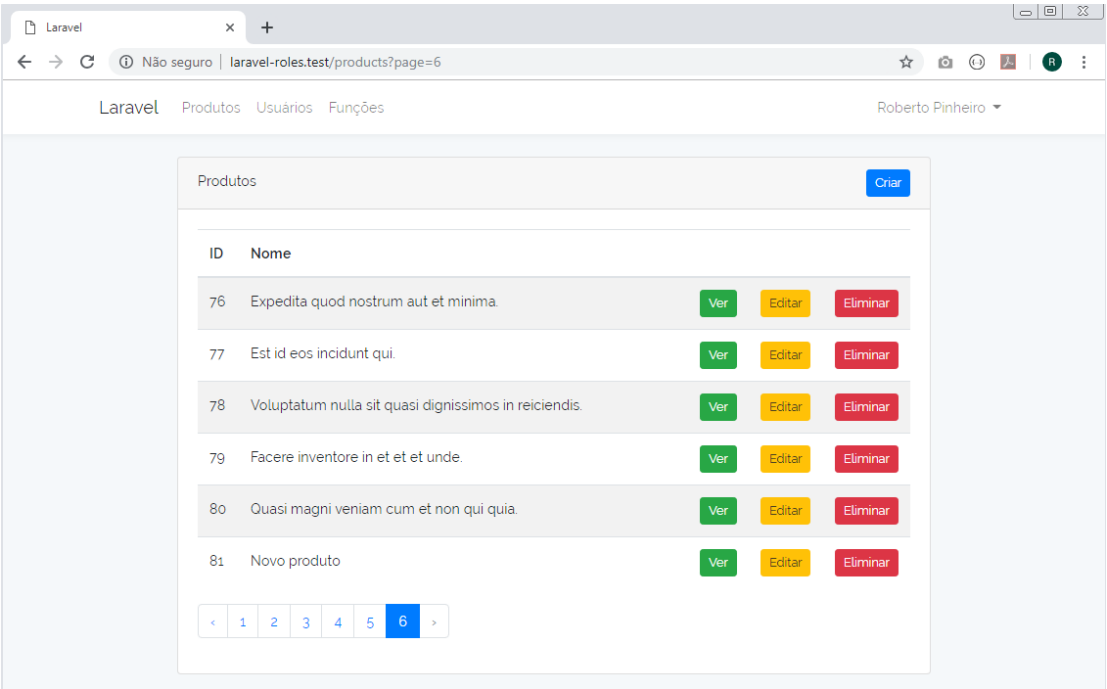 Laravel
Não seguro | laravel-roles.test/products?page=6
R
Laravel Produtos Usuários Funções Roberto Pinheiro
Produtos Criar
ID Nome
76 Expedita quod nostrum aut et minima. Ver Editar Eliminar
77 Est id eos incidunt qui. Ver Editar Eliminar
78 Voluptatum nulla sit quasi dignissimos in reiciendis. Ver Editar Eliminar
79 Facere inventore in et et et unde. Ver Editar Eliminar
80 Quasi magni veniam cum et non qui quia. Ver Editar Eliminar
81 Novo produto Ver Editar Eliminar
‹ 1 2 3 4 5 6 ›